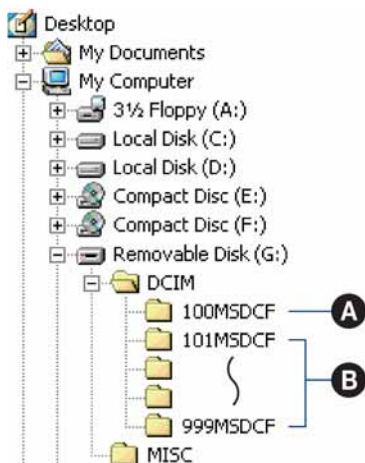 Desktop
My Documents
My Computer
3½ Floppy (A:)
Local Disk (C:)
Local Disk (D:)
Compact Disc (E:)
Compact Disc (F:)
Removable Disk (G:)
DCIM
100MSDCF A
101MSDCF
B
999MSDCF
MISC